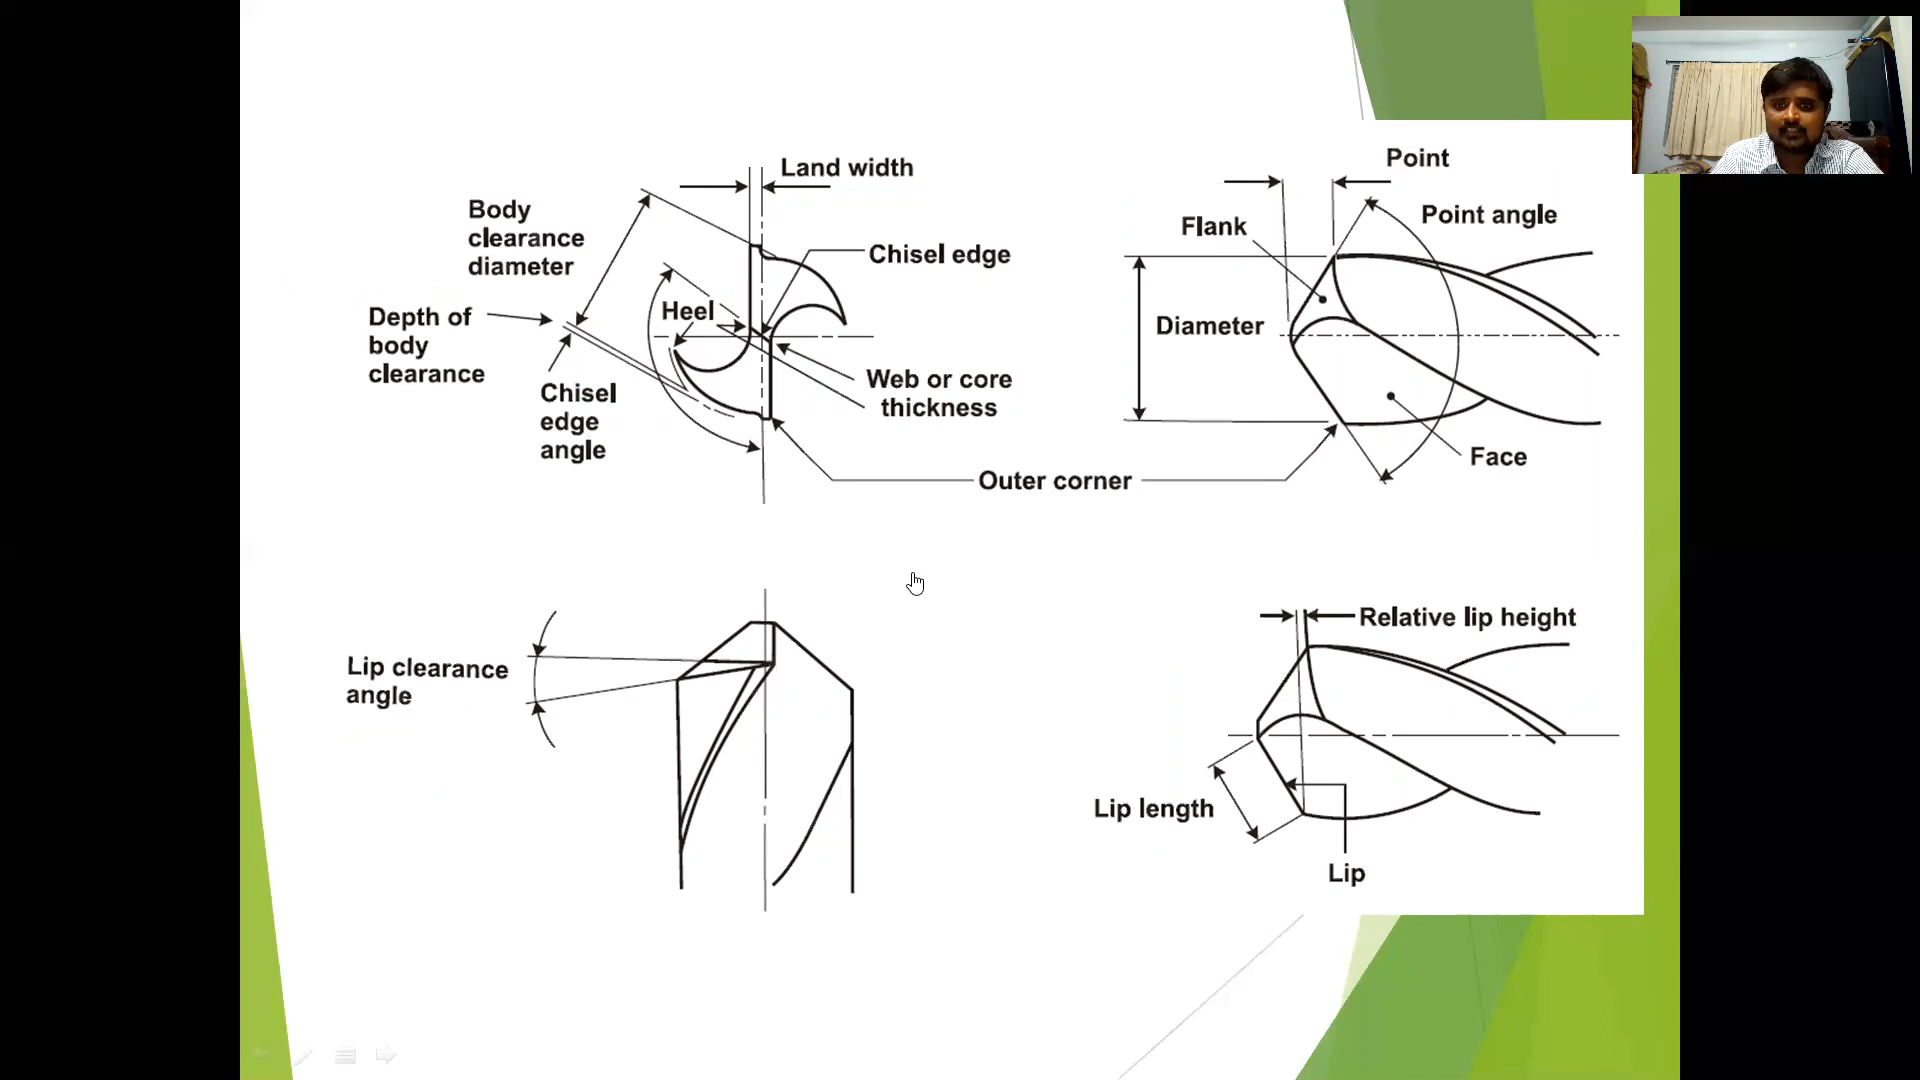 Land width
Body
clearance
diameter
Chisel edge
Heel
Depth of
body
clearance
Chisel
edge
angle
Web or core
thickness
Outer corner
Point
Point angle
Flank
Diameter
Face
Lip clearance
angle
Relative lip height
Lip length
Lip